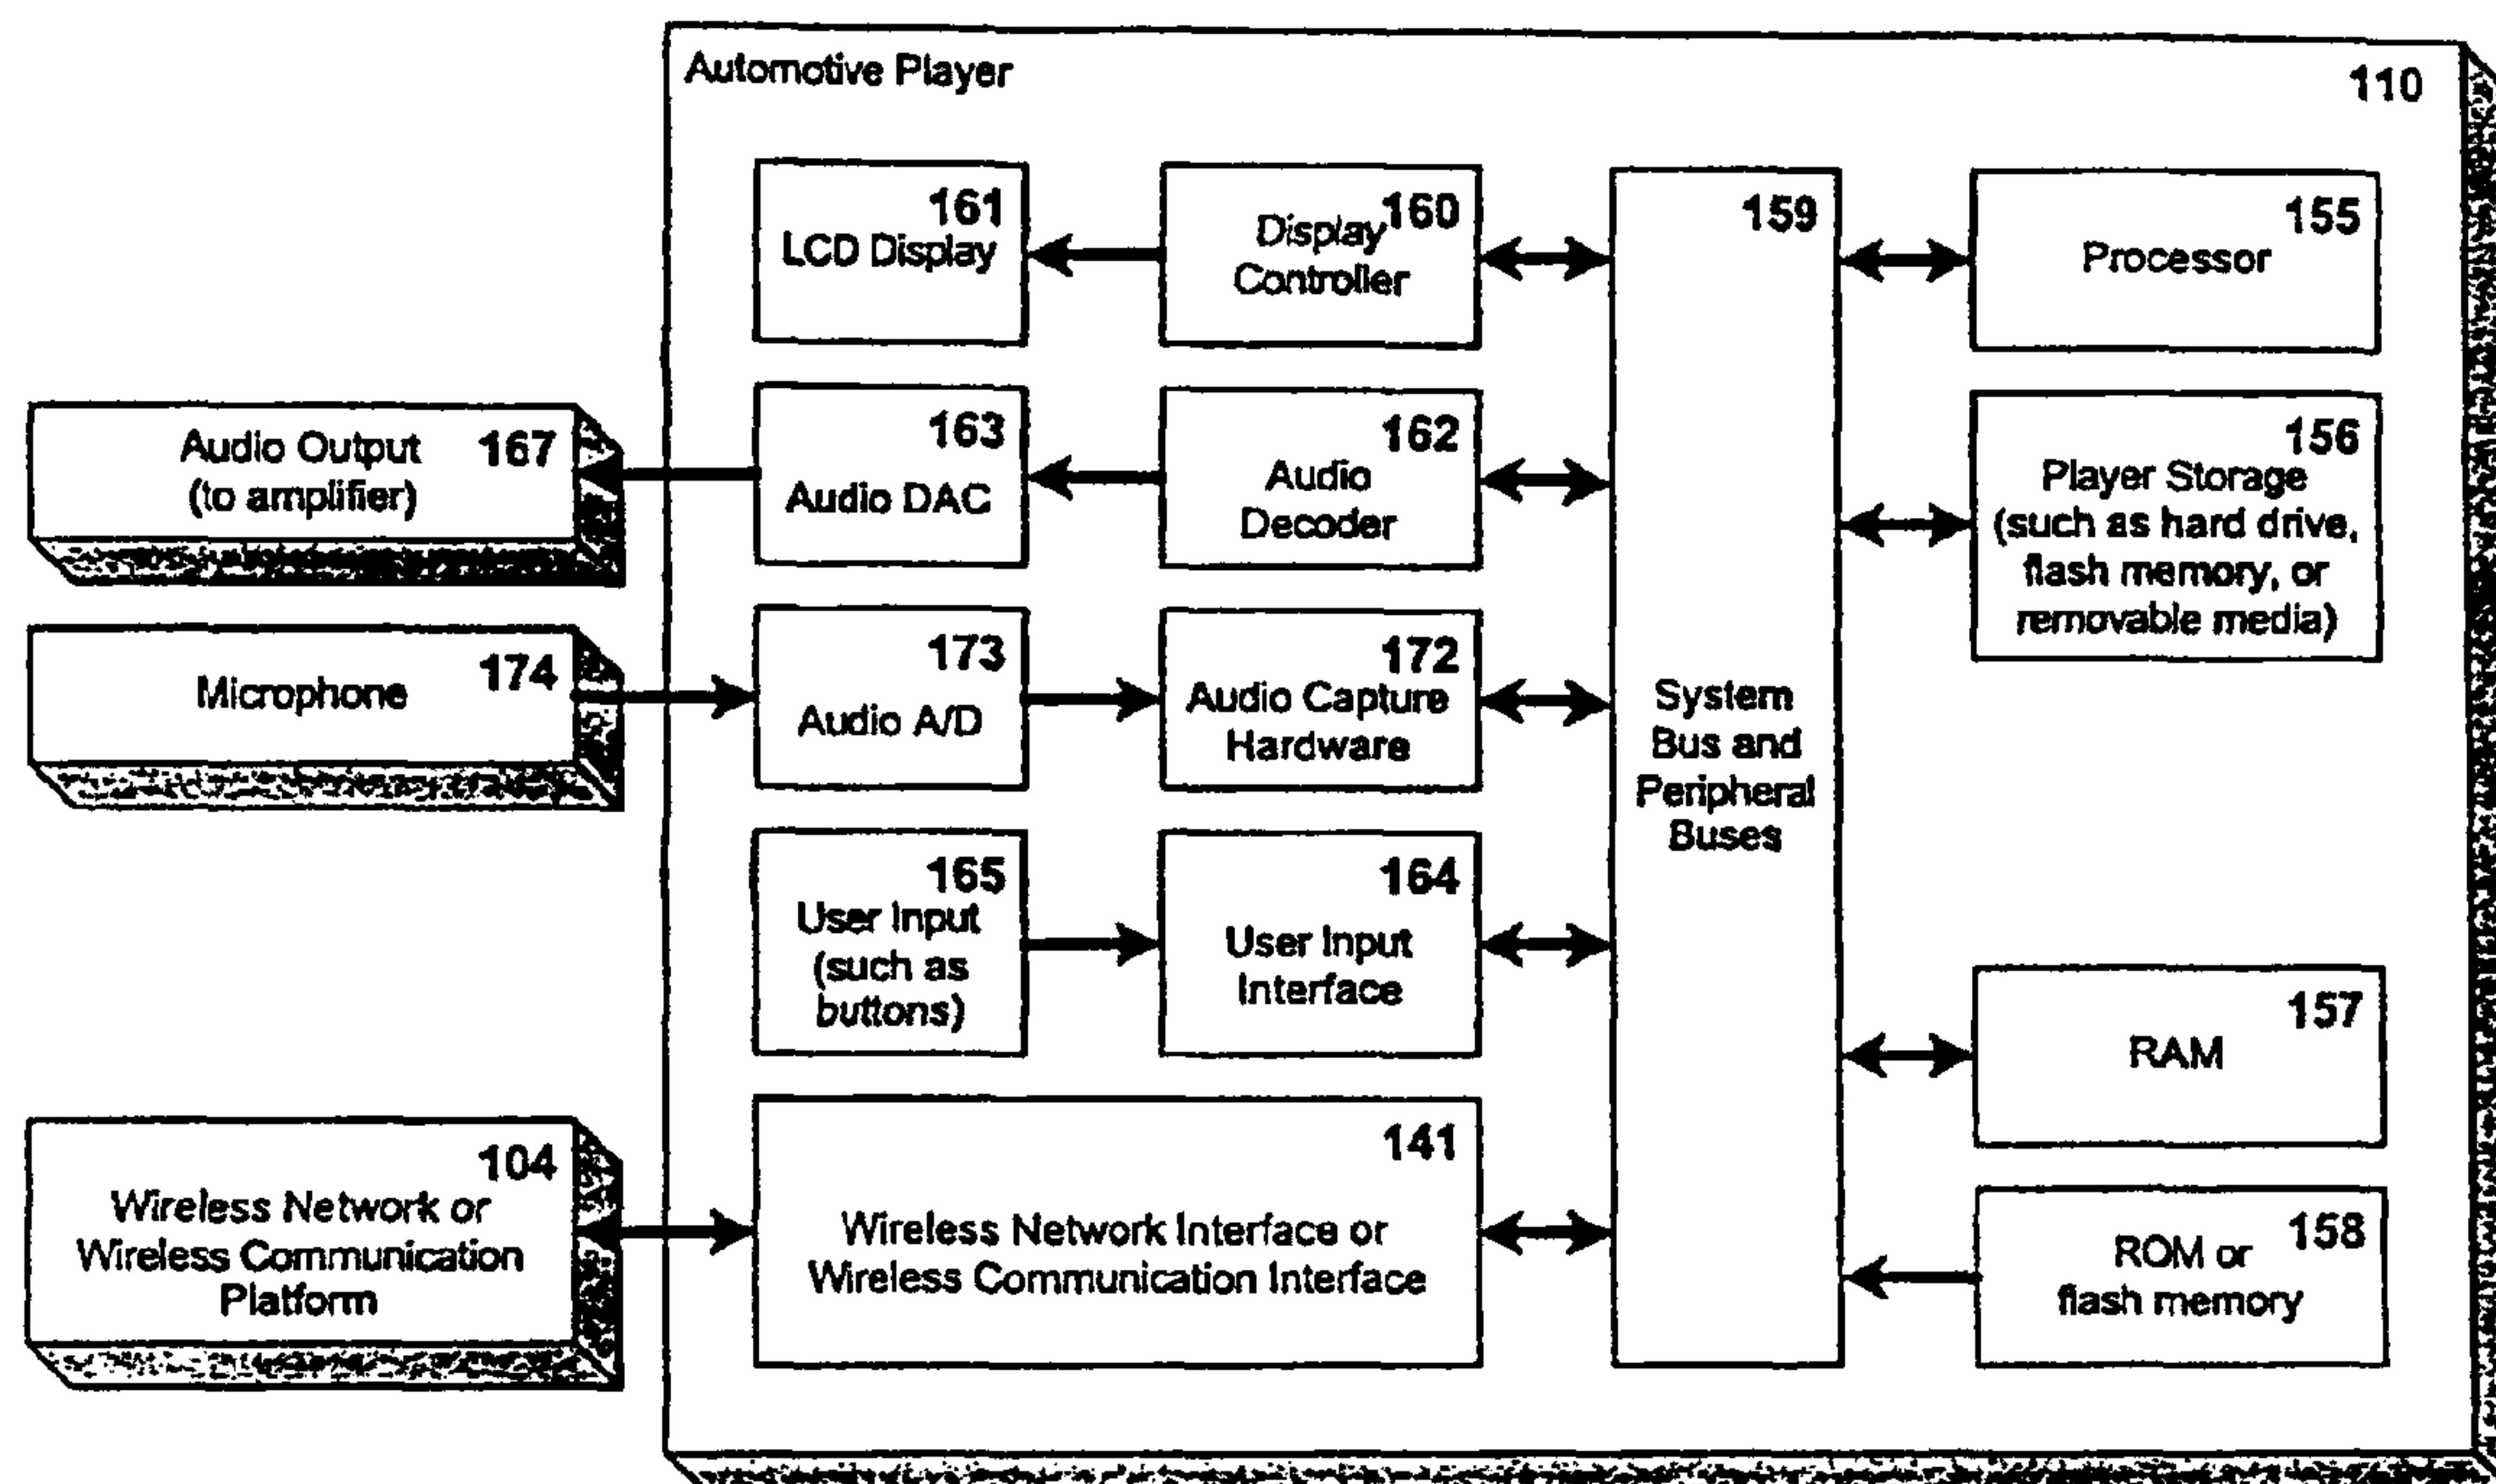 Automotive Player
110
161
LCD Display
160
Display
Controller
159
System
Bus and
Peripheral
Buses
155
Processor
Audio Output
167
(to amplifier)
163
Audio DAC
162
Audio
Decoder
156
Player Storage
(such as hard drive,
flash memory, or
removable media)
174
Microphone
173
Audio A/D
172
Audio Capture
Hardware
165
User Input
(such as
buttons)
164
User Input
Interface
157
RAM
104
Wireless Network or
Wireless Communication
Platform
141
Wireless Network Interface or
Wireless Communication Interface
158
ROM or
flash memory